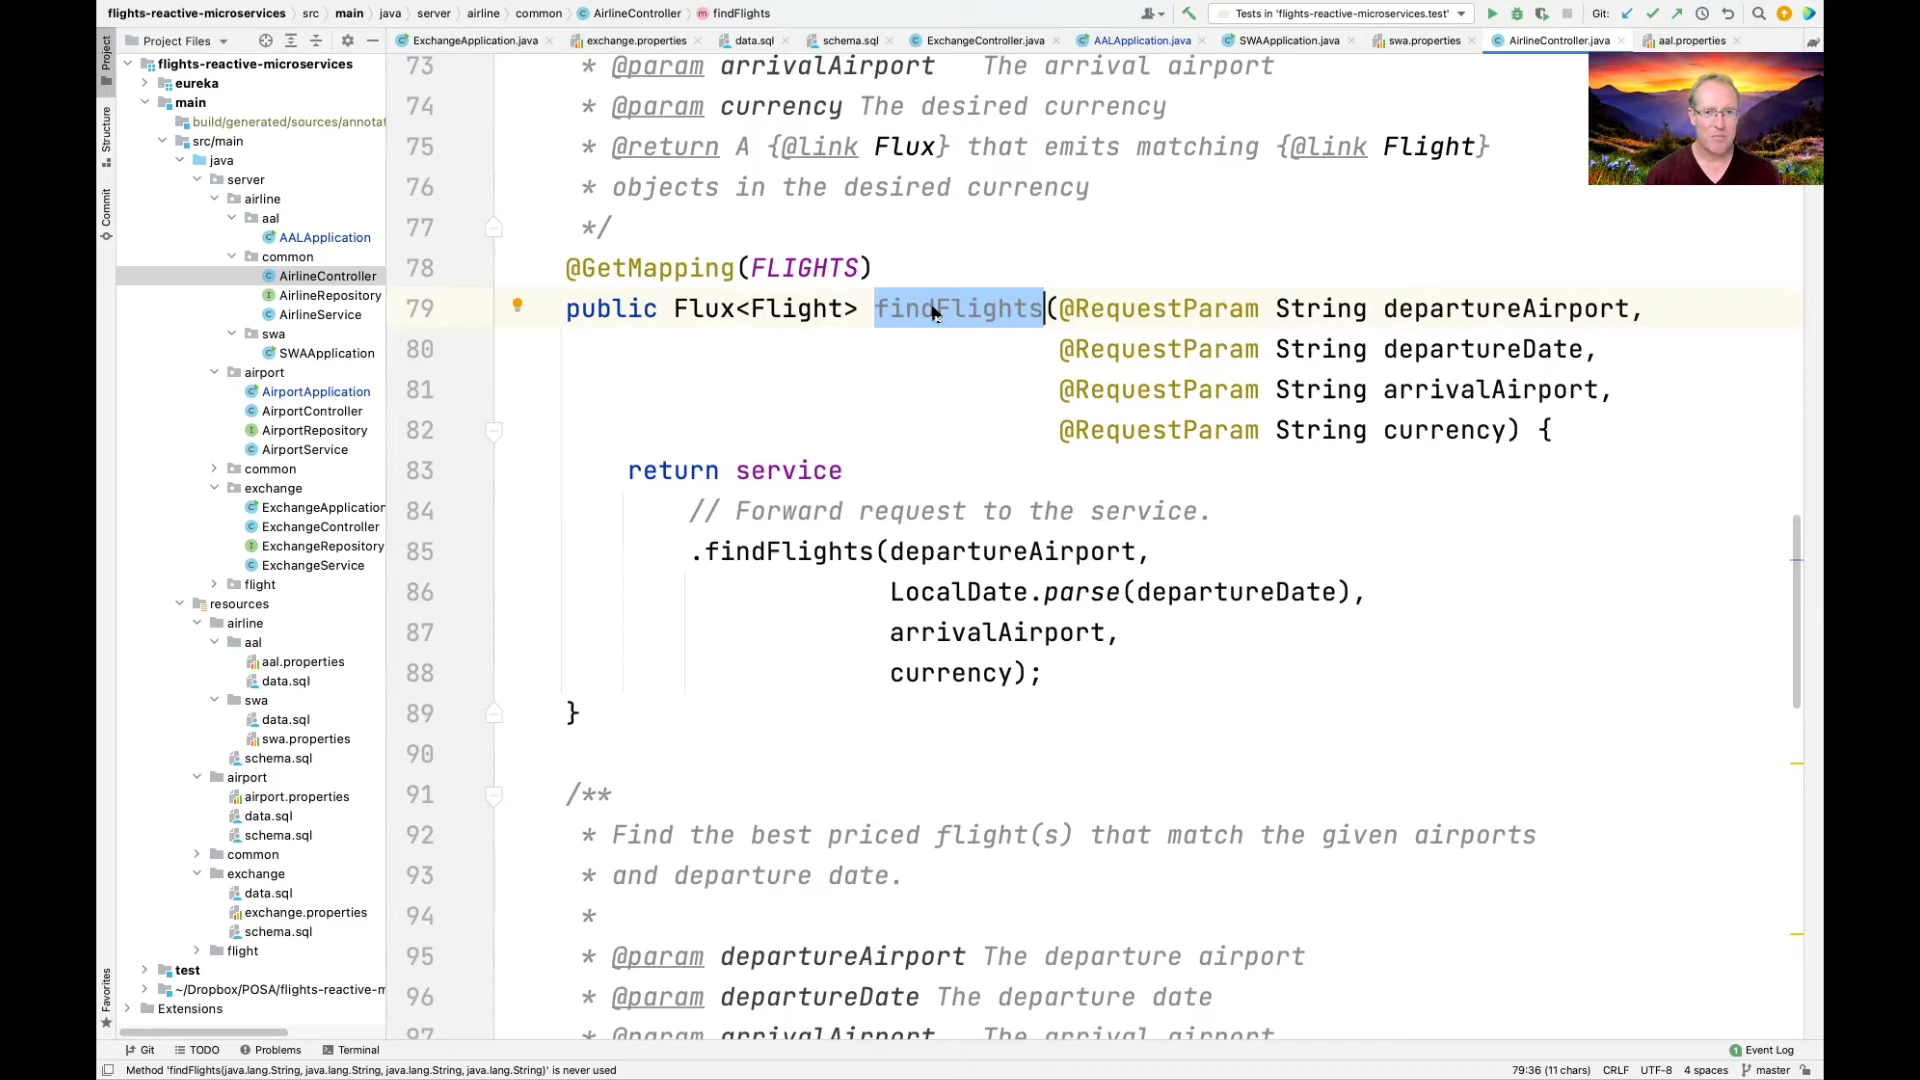 flights-reactive-microservices › src › main › java › server › airline › common › AirlineController › findFlights
Tests in 'flights-reactive-microservices.test'
Git:
Project Files
ExchangeApplication.java
exchange.properties
data.sql
schema.sql
ExchangeController.java
AALApplication.java
SWAApplication.java
swa.properties
AirlineController.java
aal.properties
Project
Structure
Commit
Favorites
flights-reactive-microservices
eureka
main
build/generated/sources/annotat
src/main
java
server
airline
aal
AALApplication
common
AirlineController
AirlineRepository
AirlineService
swa
SWAApplication
airport
AirportApplication
AirportController
AirportRepository
AirportService
common
exchange
ExchangeApplication
ExchangeController
ExchangeRepository
ExchangeService
flight
resources
airline
aal
aal.properties
data.sql
swa
data.sql
swa.properties
schema.sql
airport
airport.properties
data.sql
schema.sql
common
exchange
data.sql
exchange.properties
schema.sql
flight
test
~/Dropbox/POSA/flights-reactive-m
Extensions
73 * @param arrivalAirport The arrival airport
74 * @param currency The desired currency
75 * @return A {@link Flux} that emits matching {@link Flight}
76 * objects in the desired currency
77 */
78 @GetMapping(FLIGHTS)
79 public Flux<Flight> findFlights(@RequestParam String departureAirport,
80 @RequestParam String departureDate,
81 @RequestParam String arrivalAirport,
82 @RequestParam String currency) {
83 return service
84 // Forward request to the service.
85 .findFlights(departureAirport,
86 LocalDate.parse(departureDate),
87 arrivalAirport,
88 currency);
89 }
90
91 /**
92 * Find the best priced flight(s) that match the given airports
93 * and departure date.
94 *
95 * @param departureAirport The departure airport
96 * @param departureDate The departure date
97 * @param arrivalAirport The arrival airport
Git
TODO
Problems
Terminal
1 Event Log
Method 'findFlights(java.lang.String, java.lang.String, java.lang.String, java.lang.String)' is never used
79:36 (11 chars) CRLF UTF-8 4 spaces master